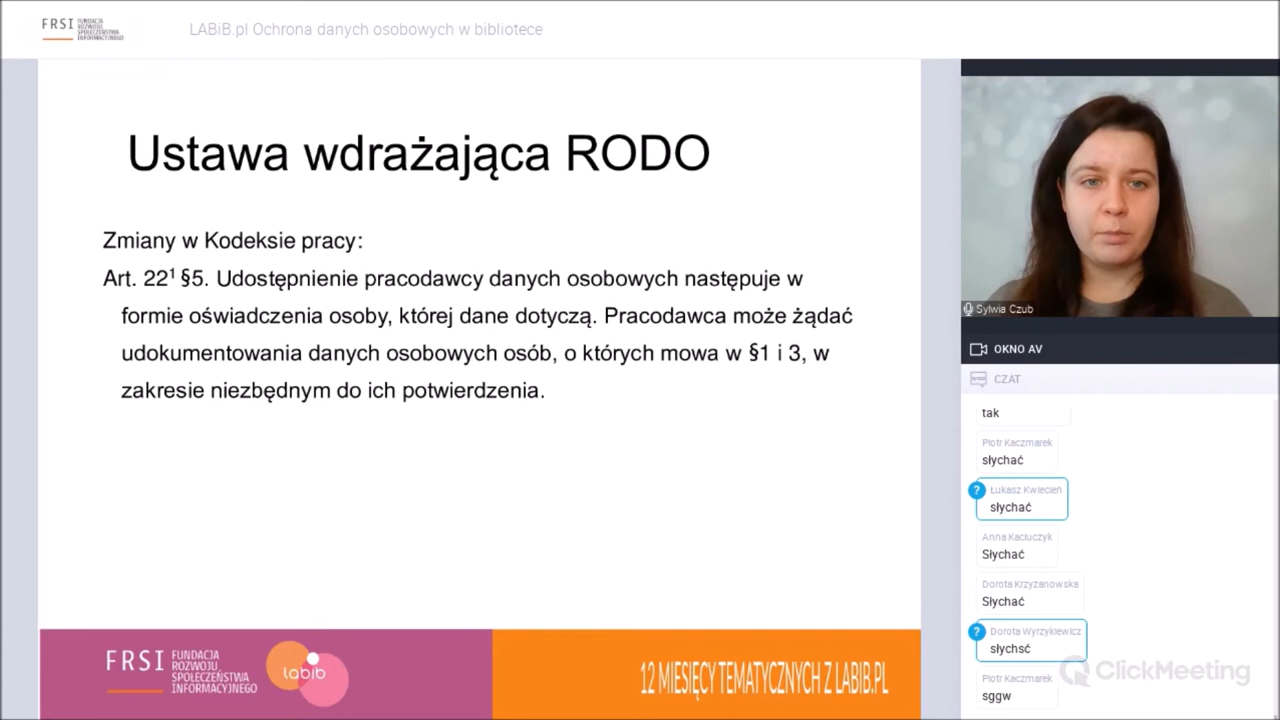 FRSI
FUNDACJA
ROZWOJU
SPOŁECZEŃSTWA
INFORMACYJNEGO
LABiB.pl Ochrona danych osobowych w bibliotece
Ustawa wdrażająca RODO
Zmiany w Kodeksie pracy:
Art. 22¹ §5. Udostępnienie pracodawcy danych osobowych następuje w
formie oświadczenia osoby, której dane dotyczą. Pracodawca może żądać
udokumentowania danych osobowych osób, o których mowa w §1 i 3, w
zakresie niezbędnym do ich potwierdzenia.
FRSI
FUNDACJA
ROZWOJU
SPOŁECZEŃSTWA
INFORMACYJNEGO
labib
12 MIESIĘCY TEMATYCZNYCH Z LABIB.PL
Sylwia Czub
OKNO AV
CZAT
tak
Piotr Kaczmarek
słychać
? Łukasz Kwiecień
słychać
Anna Kaciuczyk
Słychać
Dorota Krzyżanowska
Słychać
? Dorota Wyrzykiewicz
słychsć
Piotr Kaczmarek
sggw
ClickMeeting